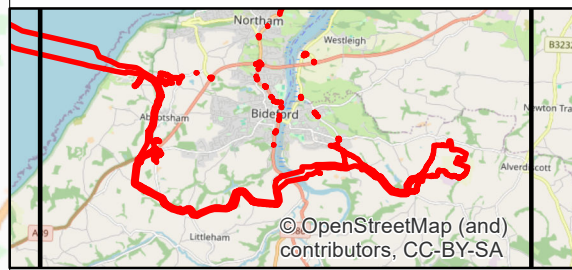 Northam
Westleigh
B3232
Abbotsham
Bideford
Newton Tra
Alverdiscott
A39
Littleham
© OpenStreetMap (and)
contributors, CC-BY-SA